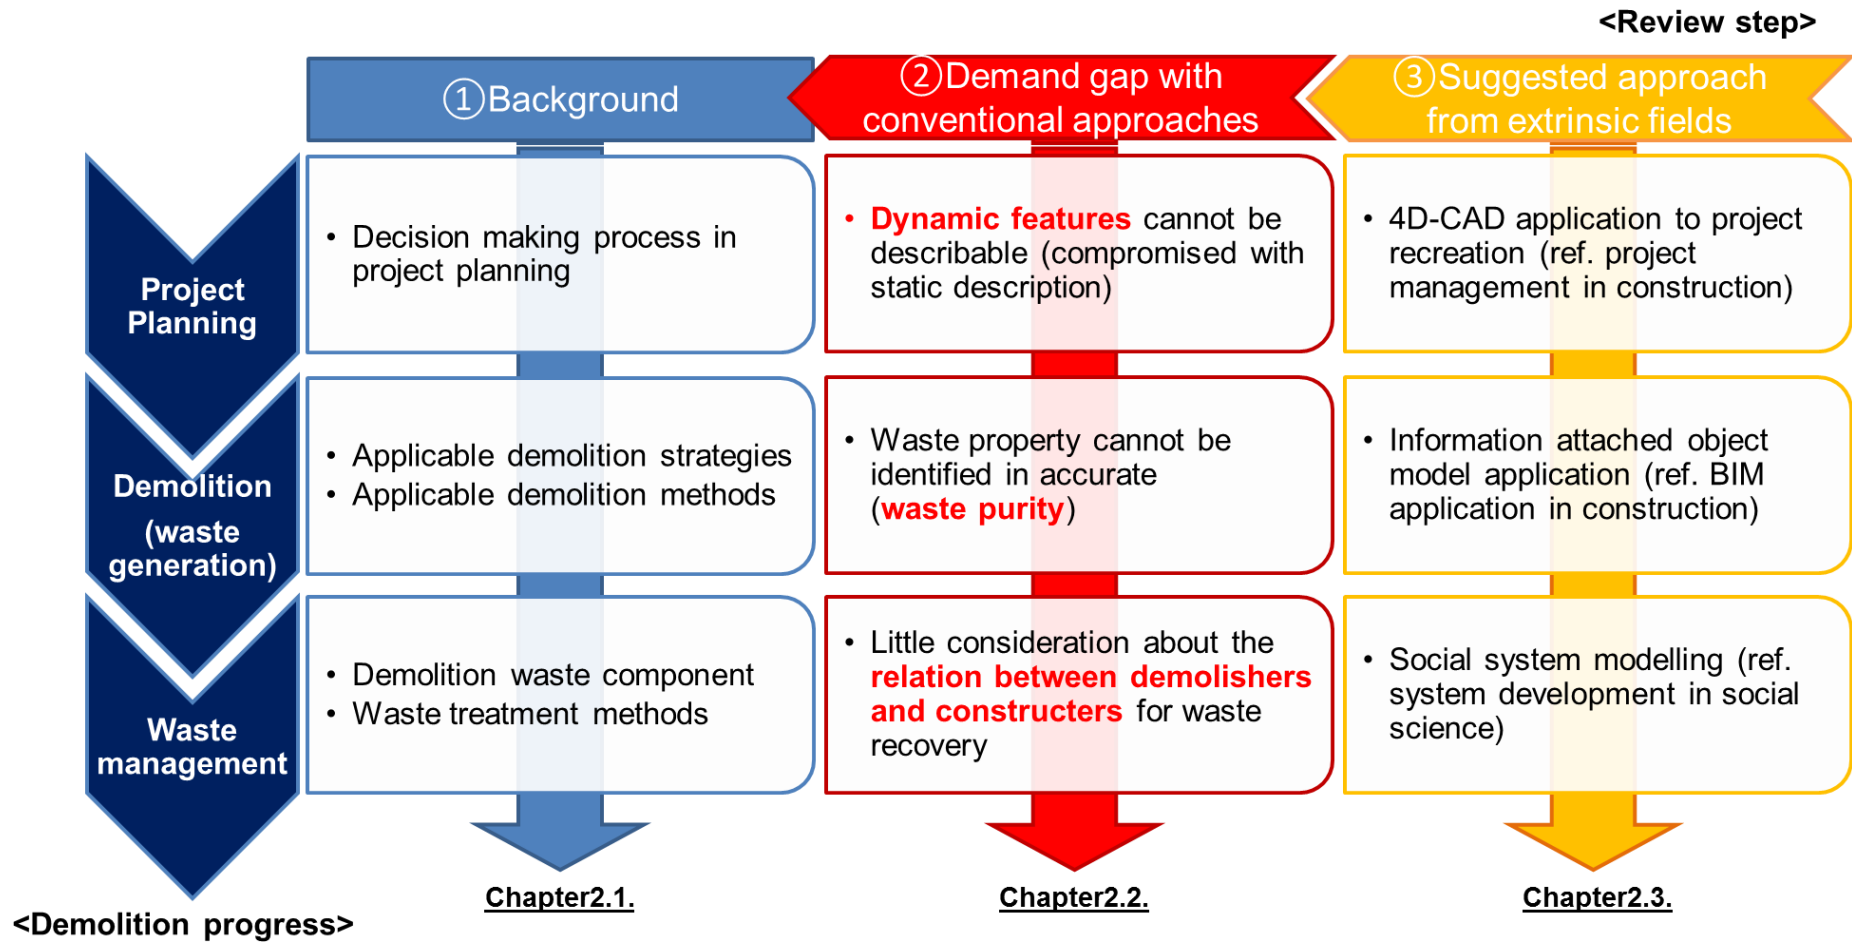 <Review step>
①Background
②Demand gap with
conventional approaches
③Suggested approach
from extrinsic fields
Project
Planning
• Decision making process in
project planning
• Dynamic features cannot be
describable (compromised with
static description)
• 4D-CAD application to project
recreation (ref. project
management in construction)
Demolition
(waste
generation)
• Applicable demolition strategies
• Applicable demolition methods
• Waste property cannot be
identified in accurate
(waste purity)
• Information attached object
model application (ref. BIM
application in construction)
Waste
management
• Demolition waste component
• Waste treatment methods
• Little consideration about the
relation between demolishers
and constructers for waste
recovery
• Social system modelling (ref.
system development in social
science)
Chapter2.1.
Chapter2.2.
Chapter2.3.
<Demolition progress>